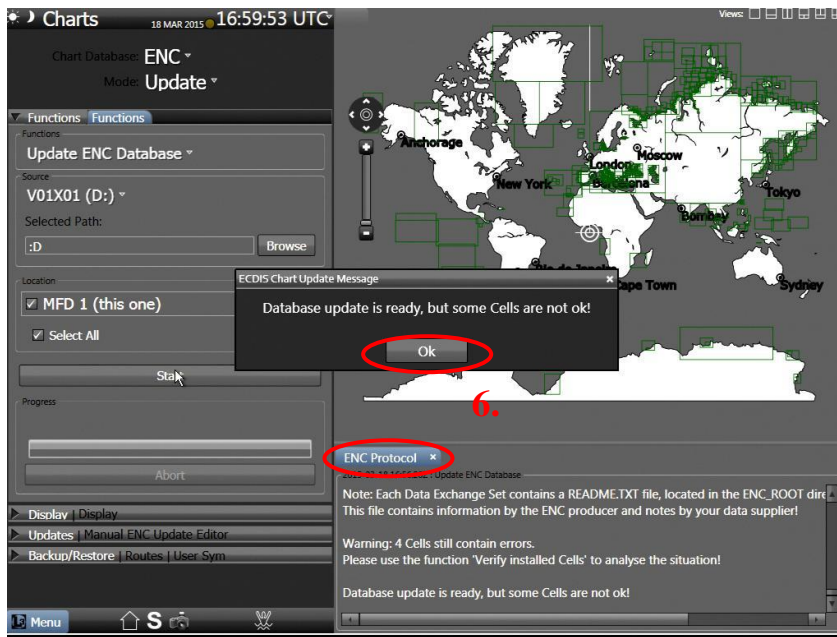 Charts
18 MAR 2015 16:59:53 UTC
Views:
Chart Database: ENC
Mode: Update
Functions Functions
Functions
Update ENC Database
Source
V01X01 (D:)
Selected Path:
:D
Browse
Location
MFD 1 (this one)
Select All
Start
Progress
Abort
Display | Display
Updates | Manual ENC Update Editor
Backup/Restore | Routes | User Sym
Menu
S
Anchorage
New York
London
Moscow
Barcelona
Tokyo
Bombay
Cape Town
Sydney
ECDIS Chart Update Message
Database update is ready, but some Cells are not ok!
Ok
6.
ENC Protocol
Update ENC Database
Note: Each Data Exchange Set contains a README.TXT file, located in the ENC_ROOT dire
This file contains information by the ENC producer and notes by your data supplier!
Warning: 4 Cells still contain errors.
Please use the function 'Verify installed Cells' to analyse the situation!
Database update is ready, but some Cells are not ok!